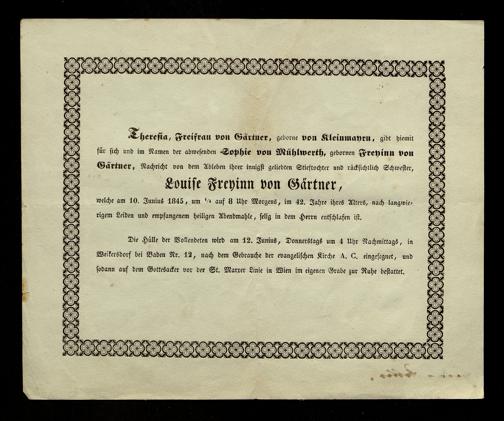 Theresia, Freifrau von Gärtner, geborne von Kleinmayrn, gibt hiemit
für sich und im Namen der abwesenden Sophie von Mühlwerth, gebornen Freyinn von
Gärtner, Nachricht von dem Ableben ihrer innigst geliebten Stieftochter und rücksichtlich Schwester,
Louise Freyinn von Gärtner,
welche am 10. Junius 1845, um ½ auf 8 Uhr Morgens, im 42. Jahre ihres Alters, nach langwie-
rigem Leiden und empfangenem heiligen Abendmahle, selig in dem Herrn entschlafen ist.
Die Hülle der Vollendeten wird am 12. Junius, Donnerstags um 4 Uhr Nachmittags, in
Weikersdorf bei Baden Nr. 12, nach dem Gebrauche der evangelischen Kirche A. C. eingesegnet, und
sodann auf dem Gottesacker vor der St. Marxer Linie in Wien im eigenen Grabe zur Ruhe bestattet.